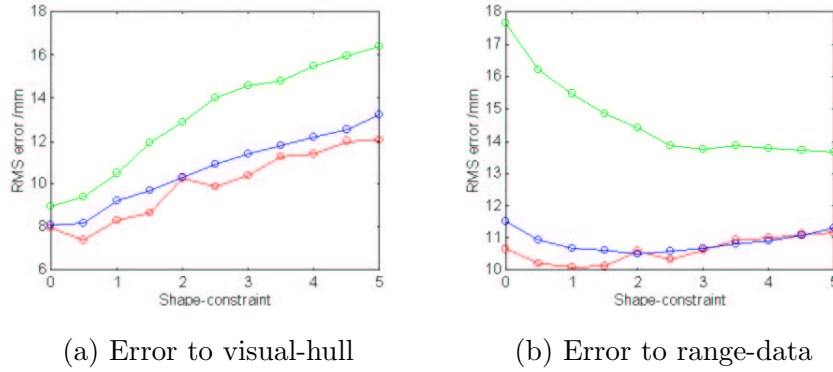 18
16
14
12
10
8
6
RMS error /mm
0 1 2 3 4 5
Shape-constraint
(a) Error to visual-hull
18
17
16
15
14
13
12
11
10
RMS error /mm
0 1 2 3 4 5
Shape-constraint
(b) Error to range-data